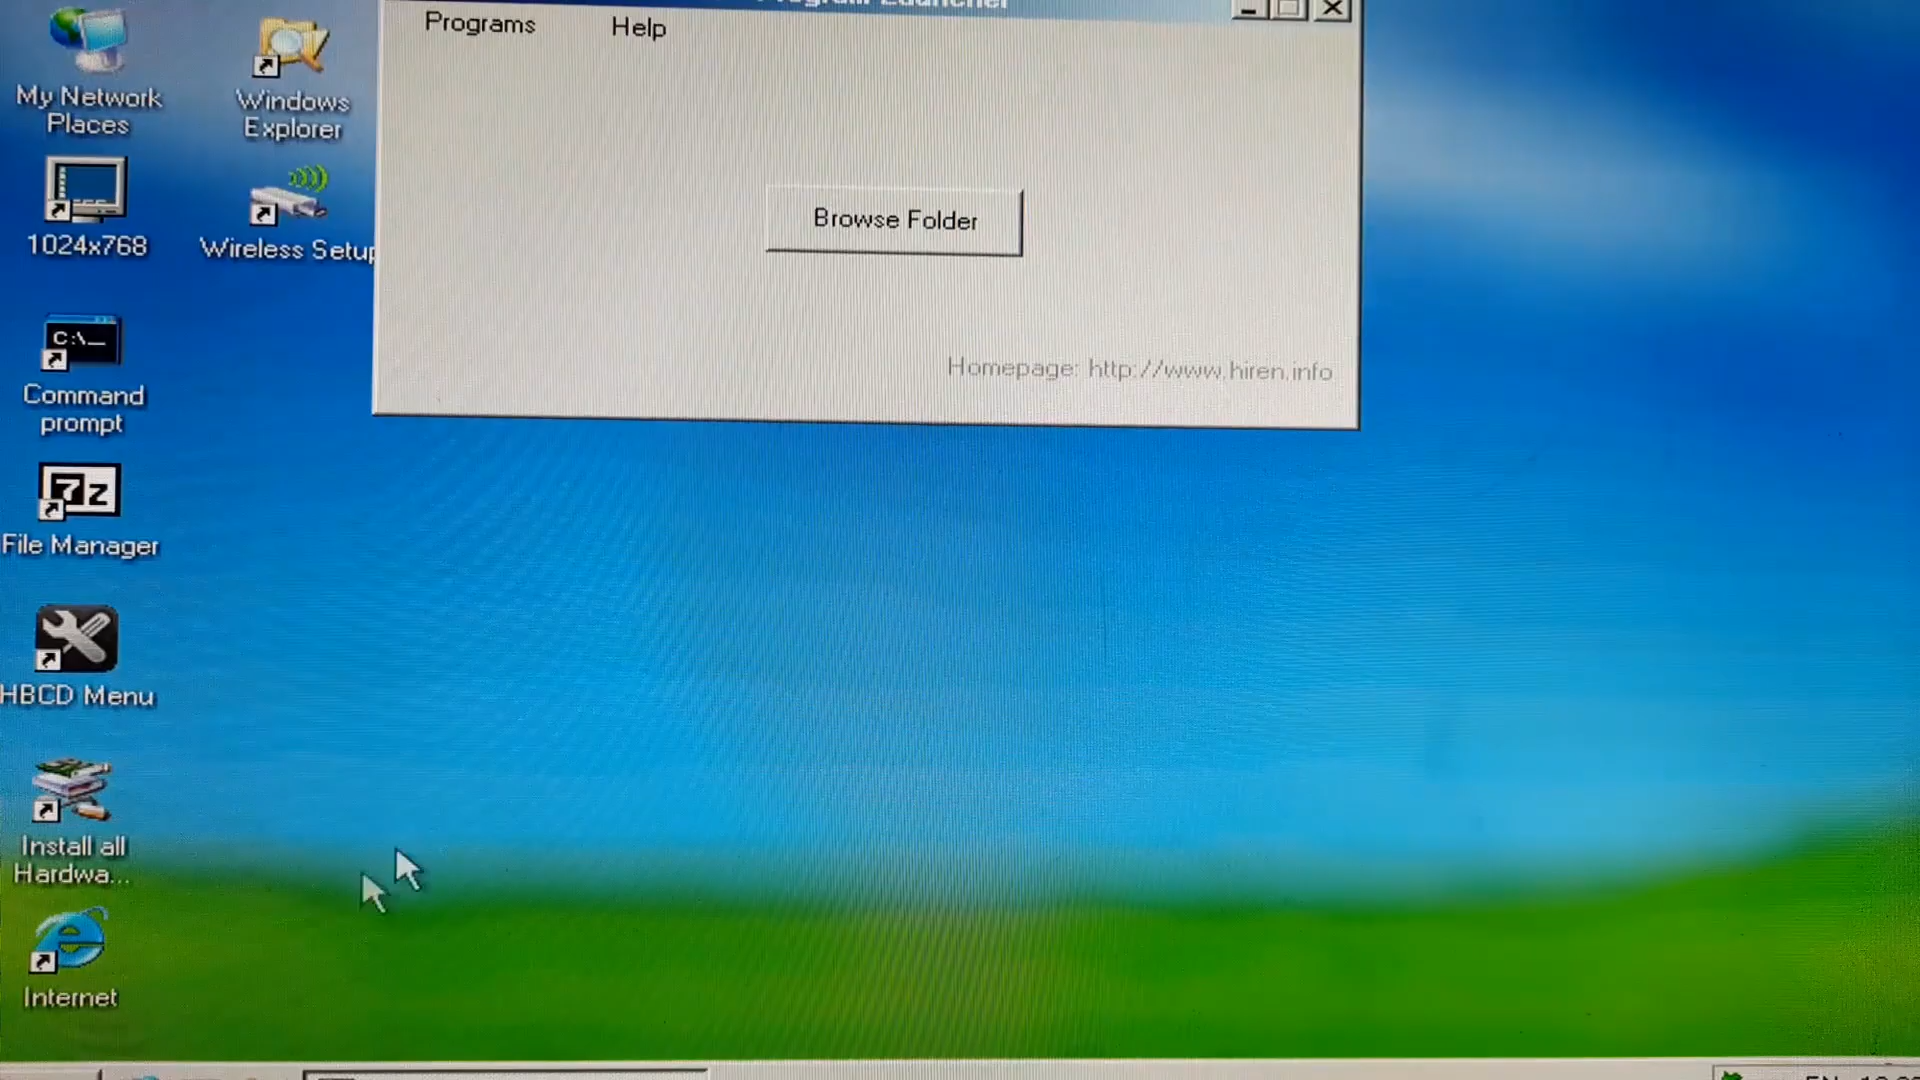 Programs
Help
My Network
Places
Windows
Explorer
1024x768
Wireless Setup
Browse Folder
Homepage: http://www.hiren.info
C:\_
Command
prompt
7z
File Manager
HBCD Menu
Install all
Hardwa...
Internet